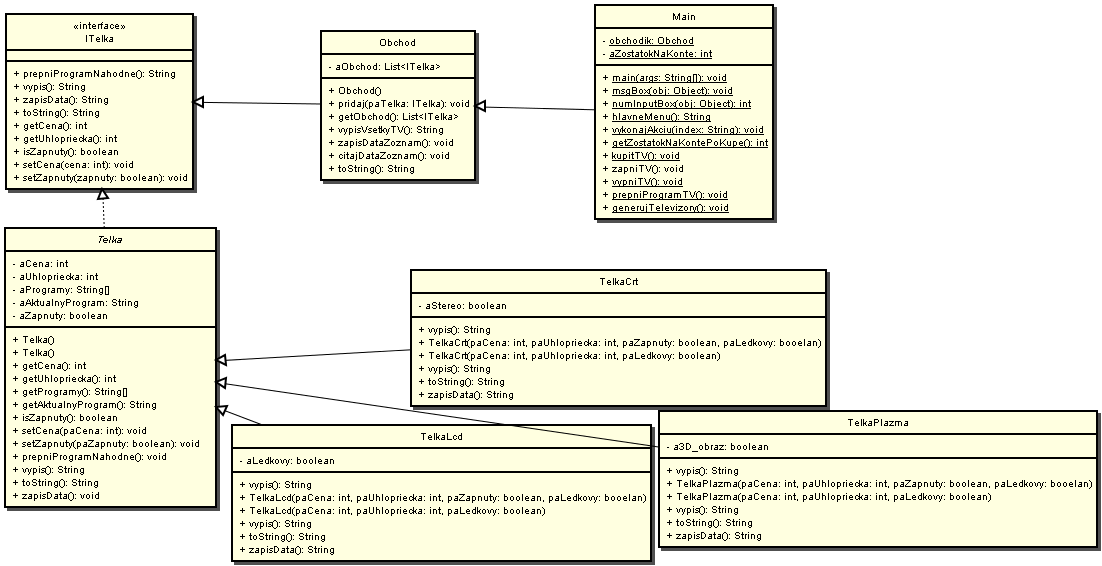 «interface»
ITelka
+ prepniProgramNahodne(): String
+ vypis(): String
+ zapisData(): String
+ toString(): String
+ getCena(): int
+ getUhlopriecka(): int
+ isZapnuty(): boolean
+ setCena(cena: int): void
+ setZapnuty(zapnuty: boolean): void
Obchod
- aObchod: List<ITelka>
+ Obchod()
+ pridaj(paTelka: ITelka): void
+ getObchod(): List<ITelka>
+ vypisVsetkyTV(): String
+ zapisDataZoznam(): void
+ citajDataZoznam(): void
+ toString(): String
Main
- obchodik: Obchod
- aZostatokNaKonte: int
+ main(args: String[]): void
+ msgBox(obj: Object): void
+ numInputBox(obj: Object): int
+ hlavneMenu(): String
+ vykonajAkciu(index: String): void
+ getZostatokNaKontePoKupe(): int
+ kupitTV(): void
+ zapniTV(): void
+ vypniTV(): void
+ prepniProgramTV(): void
+ generujTelevizory(): void
Telka
- aCena: int
- aUhlopriecka: int
- aProgramy: String[]
- aAktualnyProgram: String
- aZapnuty: boolean
+ Telka()
+ Telka()
+ getCena(): int
+ getUhlopriecka(): int
+ getProgramy(): String[]
+ getAktualnyProgram(): String
+ isZapnuty(): boolean
+ setCena(paCena: int): void
+ setZapnuty(paZapnuty: boolean): void
+ prepniProgramNahodne(): void
+ vypis(): String
+ toString(): String
+ zapisData(): void
TelkaCrt
- aStereo: boolean
+ vypis(): String
+ TelkaCrt(paCena: int, paUhlopriecka: int, paZapnuty: boolean, paLedkovy: booelan)
+ TelkaCrt(paCena: int, paUhlopriecka: int, paLedkovy: boolean)
+ vypis(): String
+ toString(): String
+ zapisData(): String
TelkaLcd
- aLedkovy: boolean
+ vypis(): String
+ TelkaLcd(paCena: int, paUhlopriecka: int, paZapnuty: boolean, paLedkovy: booelan)
+ TelkaLcd(paCena: int, paUhlopriecka: int, paLedkovy: boolean)
+ vypis(): String
+ toString(): String
+ zapisData(): String
TelkaPlazma
- a3D_obraz: boolean
+ vypis(): String
+ TelkaPlazma(paCena: int, paUhlopriecka: int, paZapnuty: boolean, paLedkovy: booelan)
+ TelkaPlazma(paCena: int, paUhlopriecka: int, paLedkovy: boolean)
+ vypis(): String
+ toString(): String
+ zapisData(): String